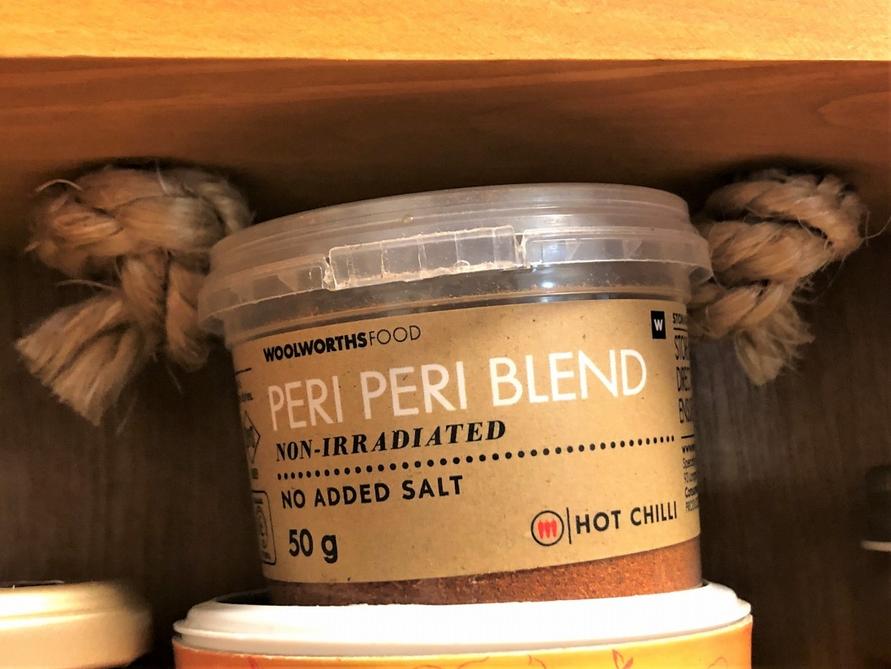 WOOLWORTHSFOOD
W
PERI PERI BLEND
NON-IRRADIATED
NO ADDED SALT
50 g
HOT CHILLI